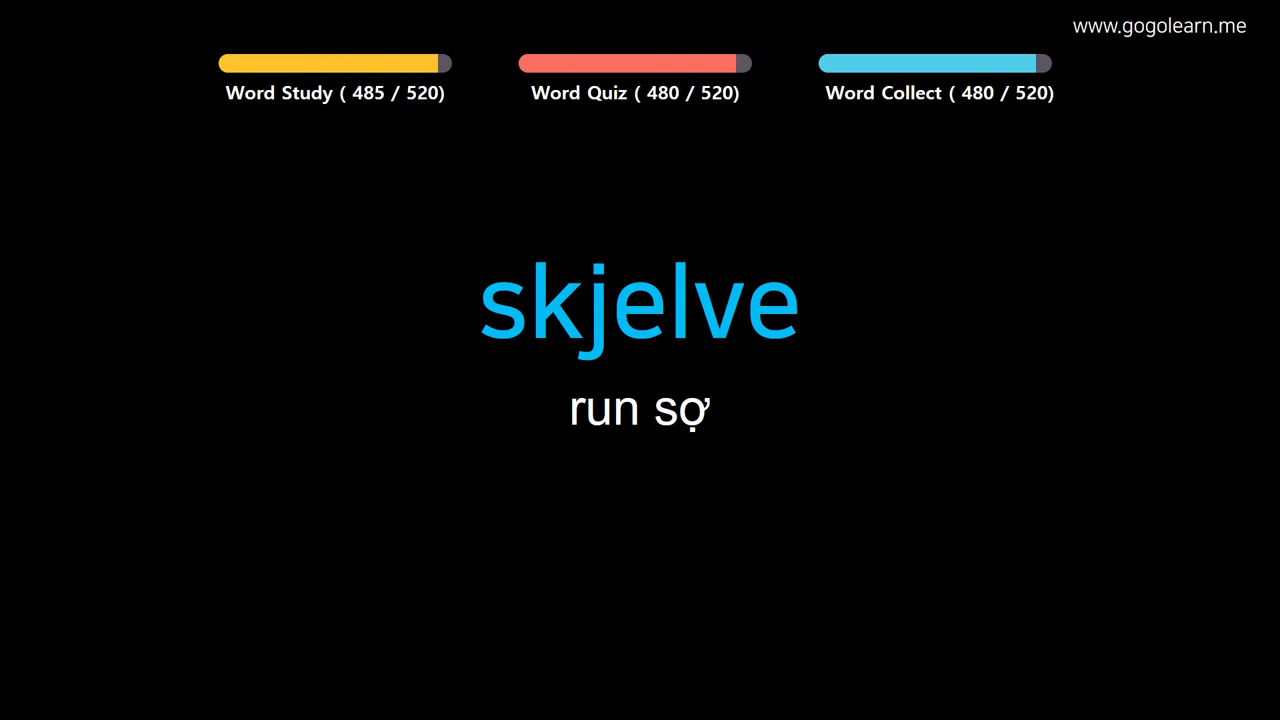 www.gogolearn.me
Word Study ( 485 / 520)
Word Quiz ( 480 / 520)
Word Collect ( 480 / 520)
skjelve
run sợ